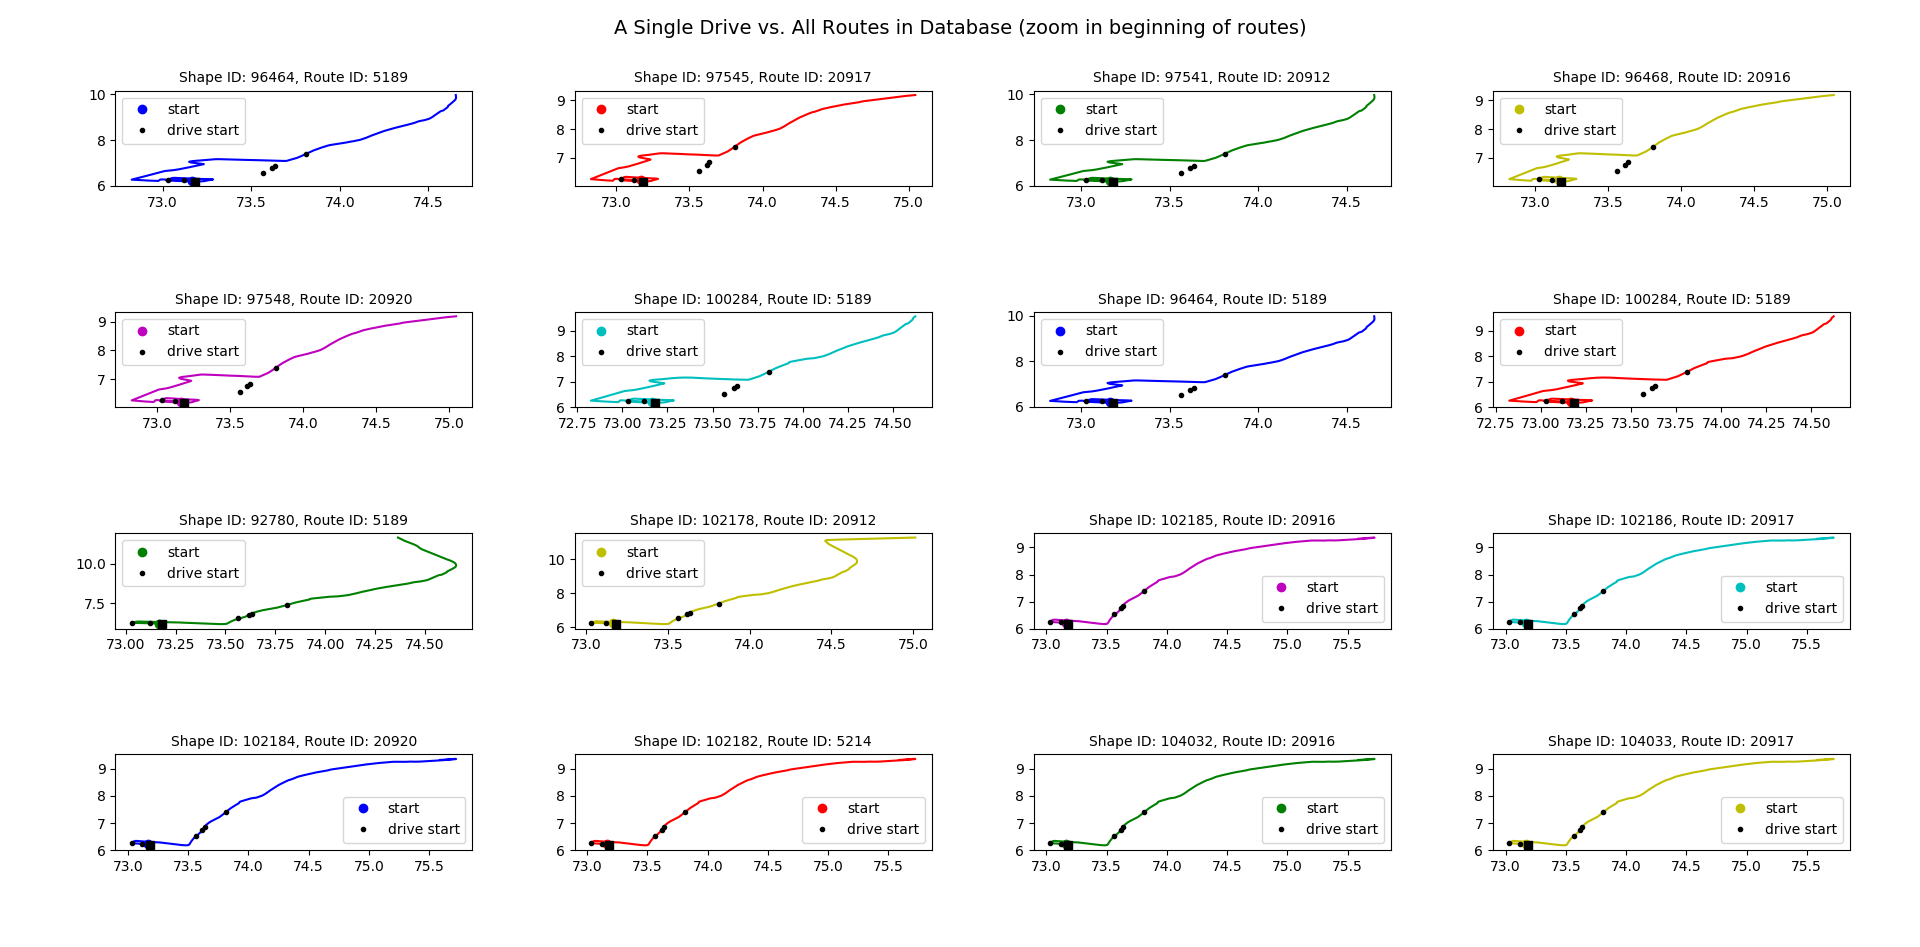 A Single Drive vs. All Routes in Database (zoom in beginning of routes)
Shape ID: 96464, Route ID: 5189
start
drive start
10
8
6
73.0 73.5 74.0 74.5
Shape ID: 97545, Route ID: 20917
start
drive start
9
8
7
73.0 73.5 74.0 74.5 75.0
Shape ID: 97541, Route ID: 20912
start
drive start
10
8
6
73.0 73.5 74.0 74.5
Shape ID: 96468, Route ID: 20916
start
drive start
9
8
7
73.0 73.5 74.0 74.5 75.0
Shape ID: 97548, Route ID: 20920
start
drive start
9
8
7
73.0 73.5 74.0 74.5 75.0
Shape ID: 100284, Route ID: 5189
start
drive start
9
8
7
6
72.75 73.00 73.25 73.50 73.75 74.00 74.25 74.50
Shape ID: 96464, Route ID: 5189
start
drive start
10
8
6
73.0 73.5 74.0 74.5
Shape ID: 100284, Route ID: 5189
start
drive start
9
8
7
6
72.75 73.00 73.25 73.50 73.75 74.00 74.25 74.50
Shape ID: 92780, Route ID: 5189
start
drive start
10.0
7.5
73.00 73.25 73.50 73.75 74.00 74.25 74.50
Shape ID: 102178, Route ID: 20912
start
drive start
10
8
6
73.0 73.5 74.0 74.5 75.0
Shape ID: 102185, Route ID: 20916
start
drive start
9
8
7
6
73.0 73.5 74.0 74.5 75.0 75.5
Shape ID: 102186, Route ID: 20917
start
drive start
9
8
7
6
73.0 73.5 74.0 74.5 75.0 75.5
Shape ID: 102184, Route ID: 20920
start
drive start
9
8
7
6
73.0 73.5 74.0 74.5 75.0 75.5
Shape ID: 102182, Route ID: 5214
start
drive start
9
8
7
6
73.0 73.5 74.0 74.5 75.0 75.5
Shape ID: 104032, Route ID: 20916
start
drive start
9
8
7
6
73.0 73.5 74.0 74.5 75.0 75.5
Shape ID: 104033, Route ID: 20917
start
drive start
9
8
7
6
73.0 73.5 74.0 74.5 75.0 75.5